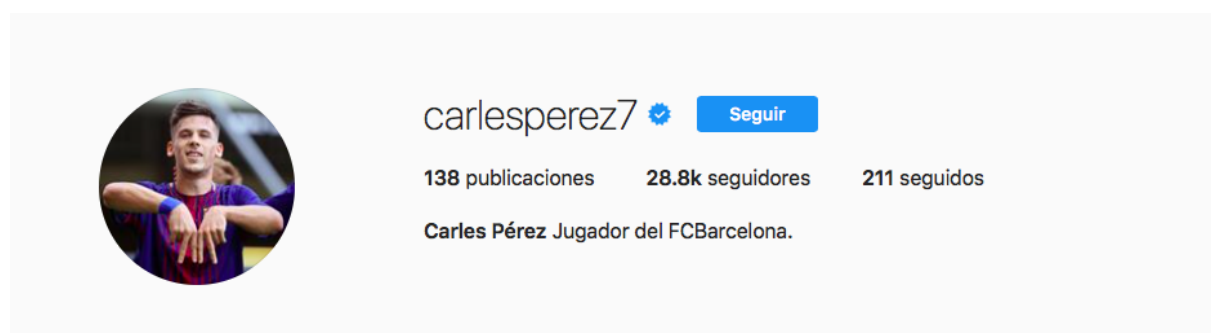 carlesperez7 Seguir
138 publicaciones 28.8k seguidores 211 seguidos
Carles Pérez Jugador del FCBarcelona.